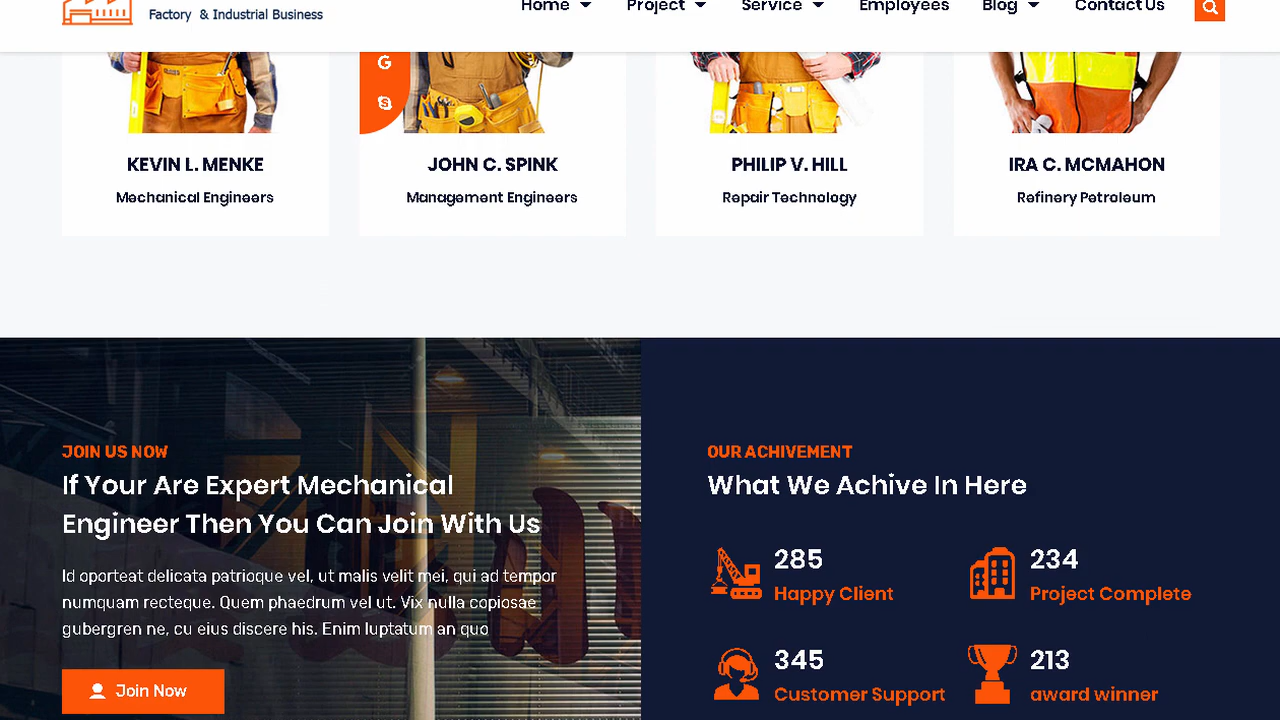 Factory & Industrial Business
Home Project Service Employees Blog Contact Us
G
KEVIN L. MENKE
Mechanical Engineers
JOHN C. SPINK
Management Engineers
PHILIP V. HILL
Repair Technology
IRA C. MCMAHON
Refinery Petroleum
JOIN US NOW
If Your Are Expert Mechanical
Engineer Then You Can Join With Us
Id oporteat delicata patrioque vel, ut malis velit mei, qui ad tempor
numquam recteque. Quem phaedrum vel ut. Vix nulla copiosae
gubergren ne, cu eius discere his. Enim luptatum an quo
Join Now
OUR ACHIVEMENT
What We Achive In Here
285
Happy Client
234
Project Complete
345
Customer Support
213
award winner